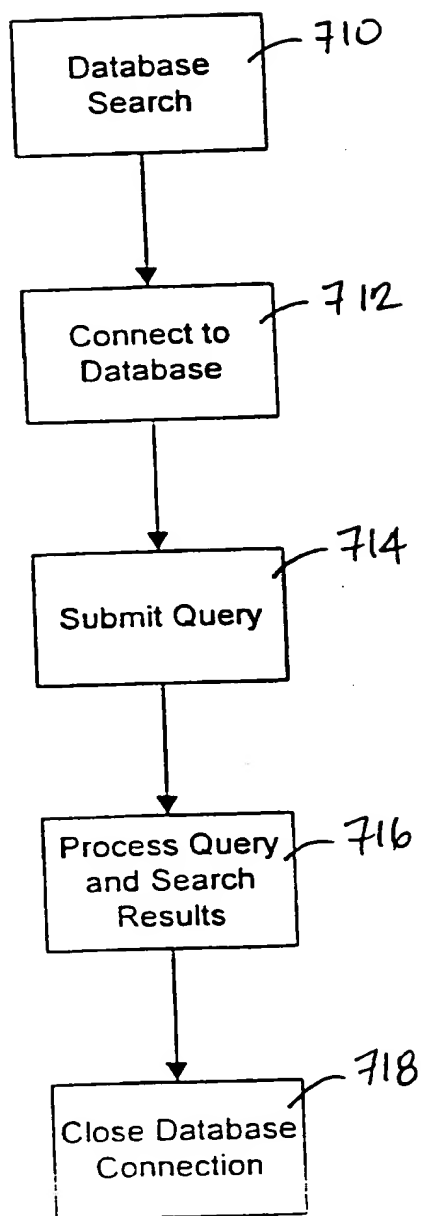 710
Database
Search
712
Connect to
Database
714
Submit Query
716
Process Query
and Search
Results
718
Close Database
Connection